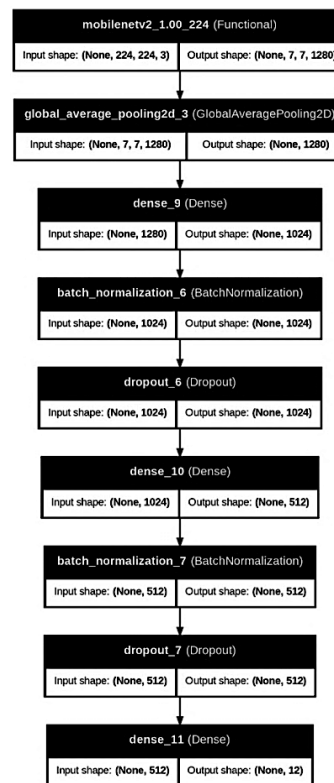 mobilenetv2_1.00_224 (Functional)
Input shape: (None, 224, 224, 3) Output shape: (None, 7, 7, 1280)
global_average_pooling2d_3 (GlobalAveragePooling2D)
Input shape: (None, 7, 7, 1280) Output shape: (None, 1280)
dense_9 (Dense)
Input shape: (None, 1280) Output shape: (None, 1024)
batch_normalization_6 (BatchNormalization)
Input shape: (None, 1024) Output shape: (None, 1024)
dropout_6 (Dropout)
Input shape: (None, 1024) Output shape: (None, 1024)
dense_10 (Dense)
Input shape: (None, 1024) Output shape: (None, 512)
batch_normalization_7 (BatchNormalization)
Input shape: (None, 512) Output shape: (None, 512)
dropout_7 (Dropout)
Input shape: (None, 512) Output shape: (None, 512)
dense_11 (Dense)
Input shape: (None, 512) Output shape: (None, 12)